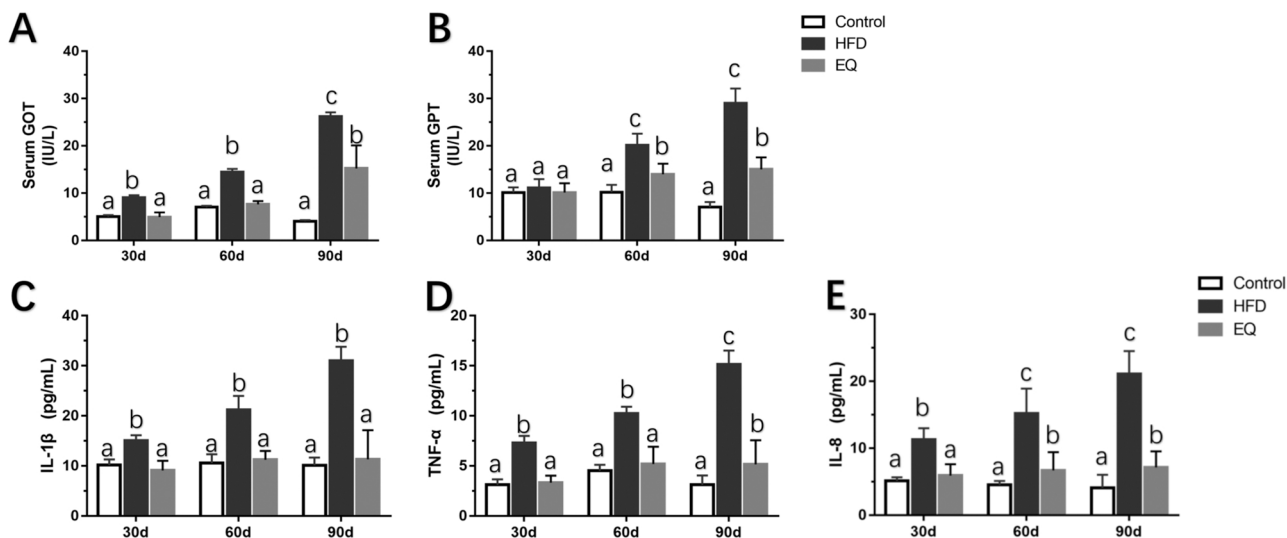 A
Serum GOT
(IU/L)
40
30
20
10
0
a b a
a b a
a c b
30d 60d 90d
B
Serum GPT
(IU/L)
40
30
20
10
0
a a a
a c b
a c b
30d 60d 90d
Control
HFD
EQ
C
IL-1β (pg/mL)
40
30
20
10
0
a b a
a b a
a b a
30d 60d 90d
D
TNF-α (pg/mL)
20
15
10
5
0
a b a
a b a
a c b
30d 60d 90d
E
IL-8 (pg/mL)
30
20
10
0
a b a
a c b
a c b
30d 60d 90d
Control
HFD
EQ